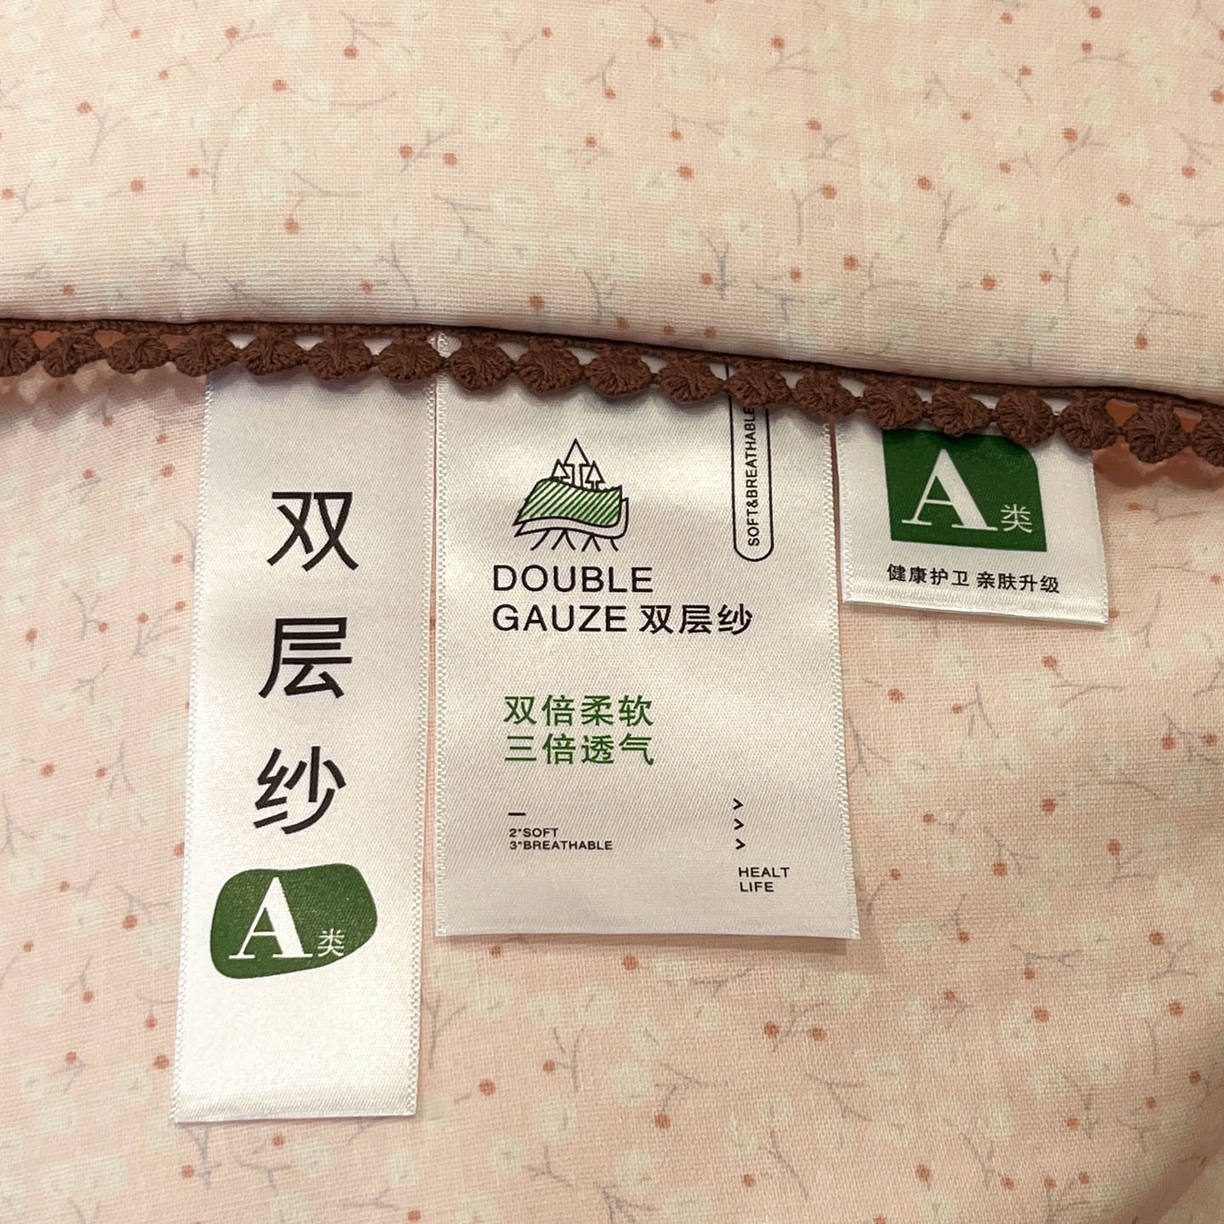 双
层
纱
A类
SOFT&BREATHABLE
DOUBLE
GAUZE 双层纱
双倍柔软
三倍透气
2*SOFT
3*BREATHABLE
HEALT
LIFE
A类
健康护卫 亲肤升级